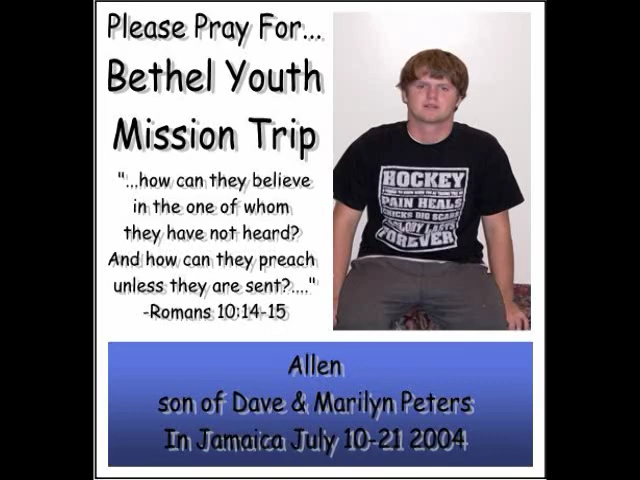 Please Pray For...
Bethel Youth
Mission Trip
"...how can they believe
in the one of whom
they have not heard?
And how can they preach
unless they are sent?...."
-Romans 10:14-15
HOCKEY
PAIN HEALS
CHICKS DIG SCARS
GLORY LASTS
FOREVER
Allen
son of Dave & Marilyn Peters
In Jamaica July 10-21 2004